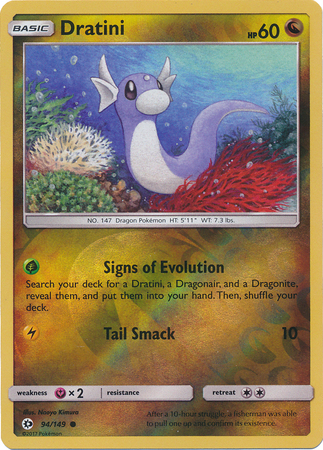 BASIC Dratini HP60
NO. 147 Dragon Pokémon HT: 5'11" WT: 7.3 lbs.
Signs of Evolution
Search your deck for a Dratini, a Dragonair, and a Dragonite,
reveal them, and put them into your hand. Then, shuffle your
deck.
Tail Smack 10
weakness ×2 resistance retreat
illus. Naoyo Kimura
After a 10-hour struggle, a fisherman was able
to pull one up and confirm its existence.
94/149
©2017 Pokémon